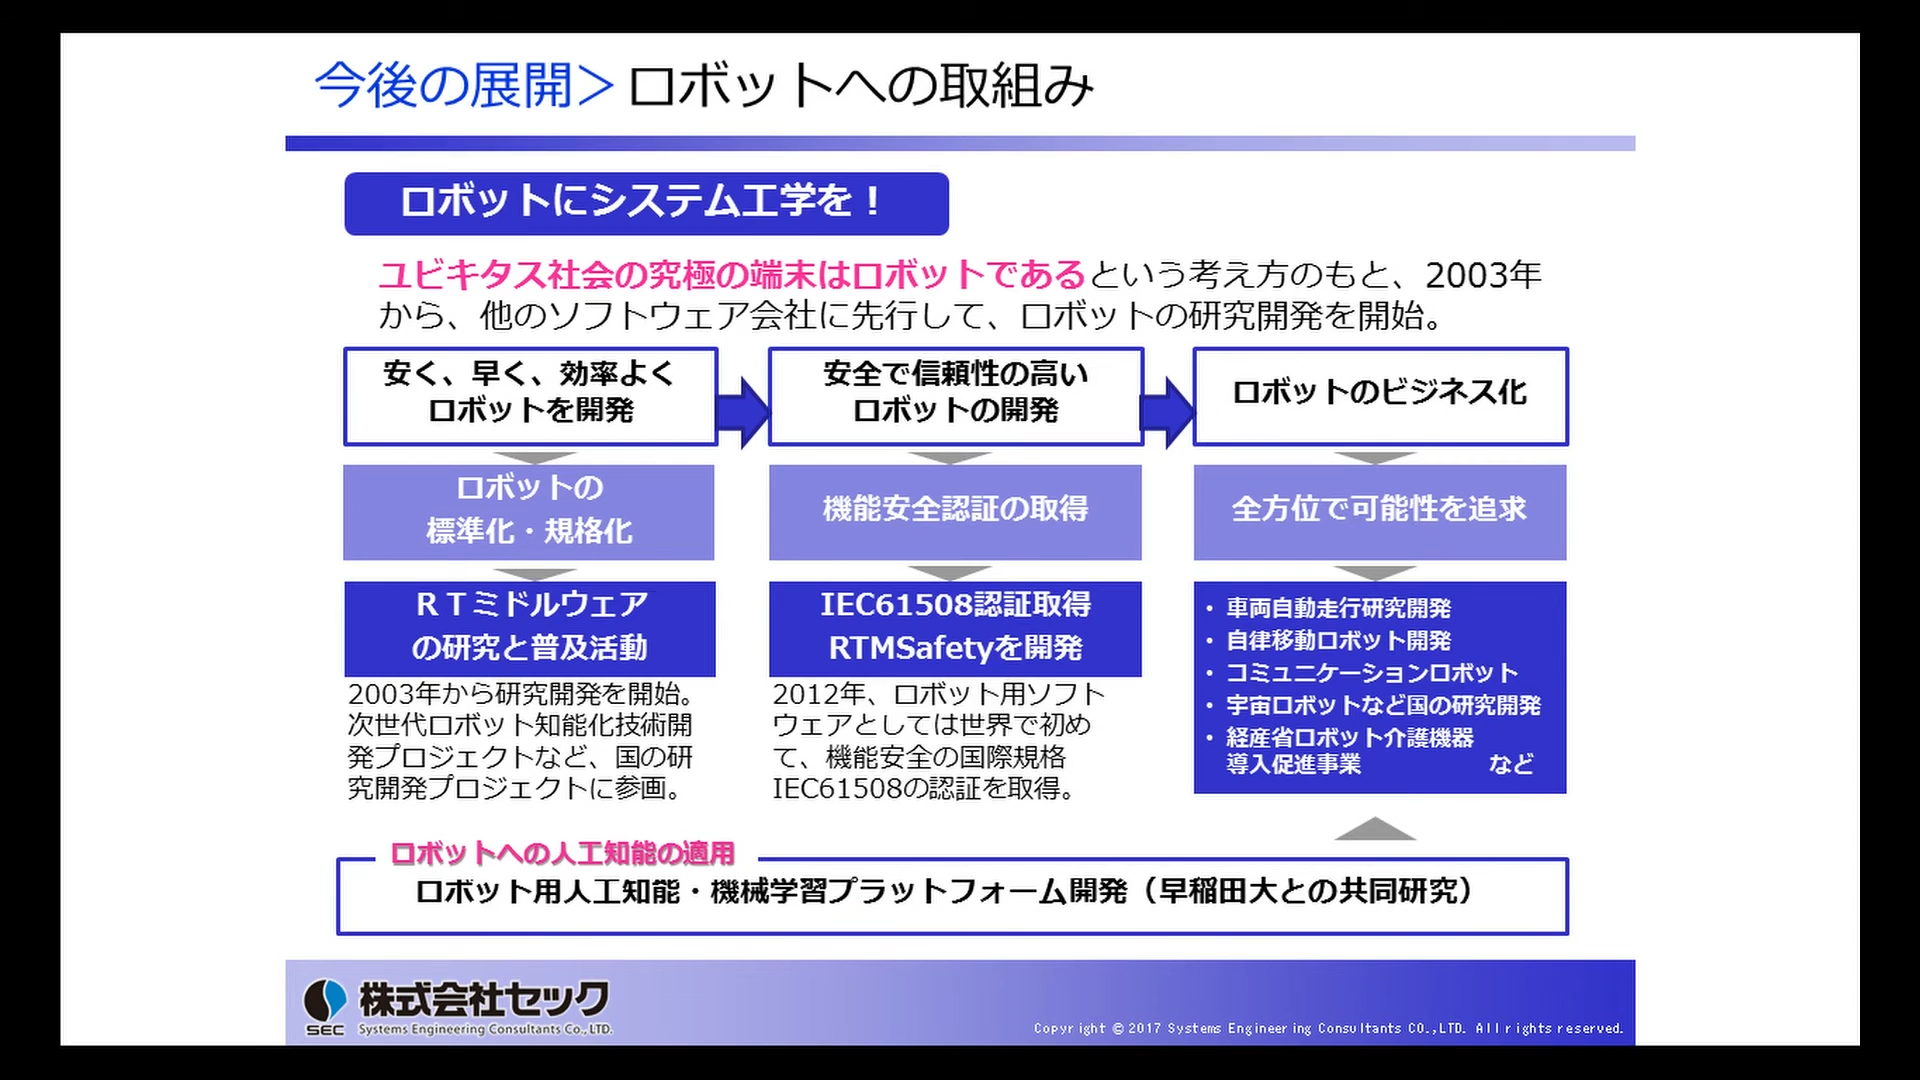 今後の展開＞ロボットへの取組み
ロボットにシステム工学を！
ユビキタス社会の究極の端末はロボットであるという考え方のもと、2003年
から、他のソフトウェア会社に先行して、ロボットの研究開発を開始。
安く、早く、効率よく
ロボットを開発
ロボットの
標準化・規格化
ＲＴミドルウェア
の研究と普及活動
2003年から研究開発を開始。
次世代ロボット知能化技術開
発プロジェクトなど、国の研
究開発プロジェクトに参画。
安全で信頼性の高い
ロボットの開発
機能安全認証の取得
IEC61508認証取得
RTMSafetyを開発
2012年、ロボット用ソフト
ウェアとしては世界で初め
て、機能安全の国際規格
IEC61508の認証を取得。
ロボットのビジネス化
全方位で可能性を追求
・車両自動走行研究開発
・自律移動ロボット開発
・コミュニケーションロボット
・宇宙ロボットなど国の研究開発
・経産省ロボット介護機器
導入促進事業 など
ロボットへの人工知能の適用
ロボット用人工知能・機械学習プラットフォーム開発（早稲田大との共同研究）
SEC
株式会社セック
Systems Engineering Consultants Co.,LTD.
Copyright © 2017 Systems Engineering Consultants CO.,LTD. All rights reserved.